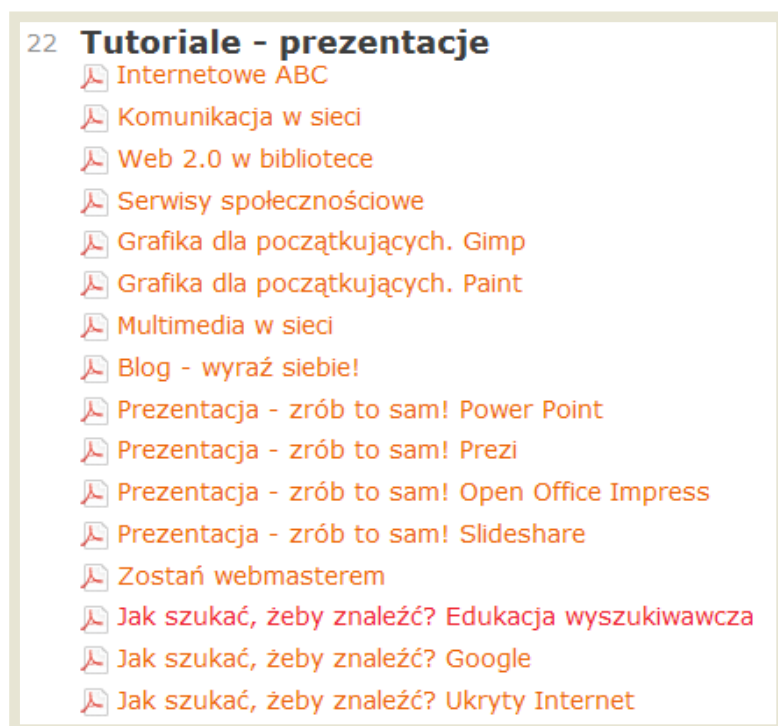 22 Tutoriale - prezentacje
Internetowe ABC
Komunikacja w sieci
Web 2.0 w bibliotece
Serwisy społecznościowe
Grafika dla początkujących. Gimp
Grafika dla początkujących. Paint
Multimedia w sieci
Blog - wyraź siebie!
Prezentacja - zrób to sam! Power Point
Prezentacja - zrób to sam! Prezi
Prezentacja - zrób to sam! Open Office Impress
Prezentacja - zrób to sam! Slideshare
Zostań webmasterem
Jak szukać, żeby znaleźć? Edukacja wyszukiwawcza
Jak szukać, żeby znaleźć? Google
Jak szukać, żeby znaleźć? Ukryty Internet